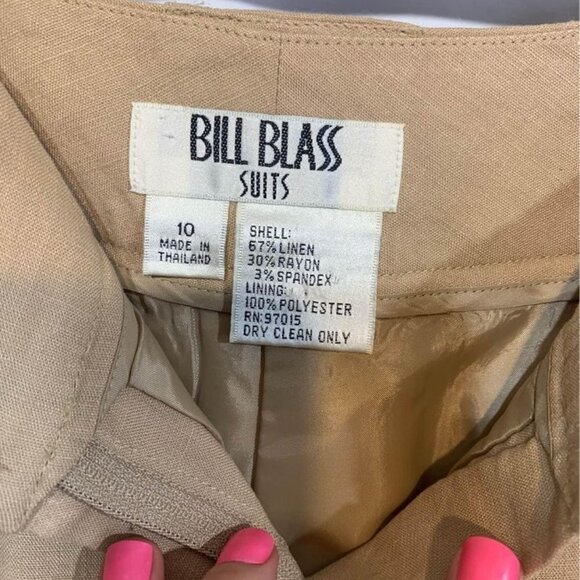 BILL BLASS
SUITS
10
MADE IN
THAILAND
SHELL:
67% LINEN
30% RAYON
3% SPANDEX
LINING:
100% POLYESTER
RN:97015
DRY CLEAN ONLY